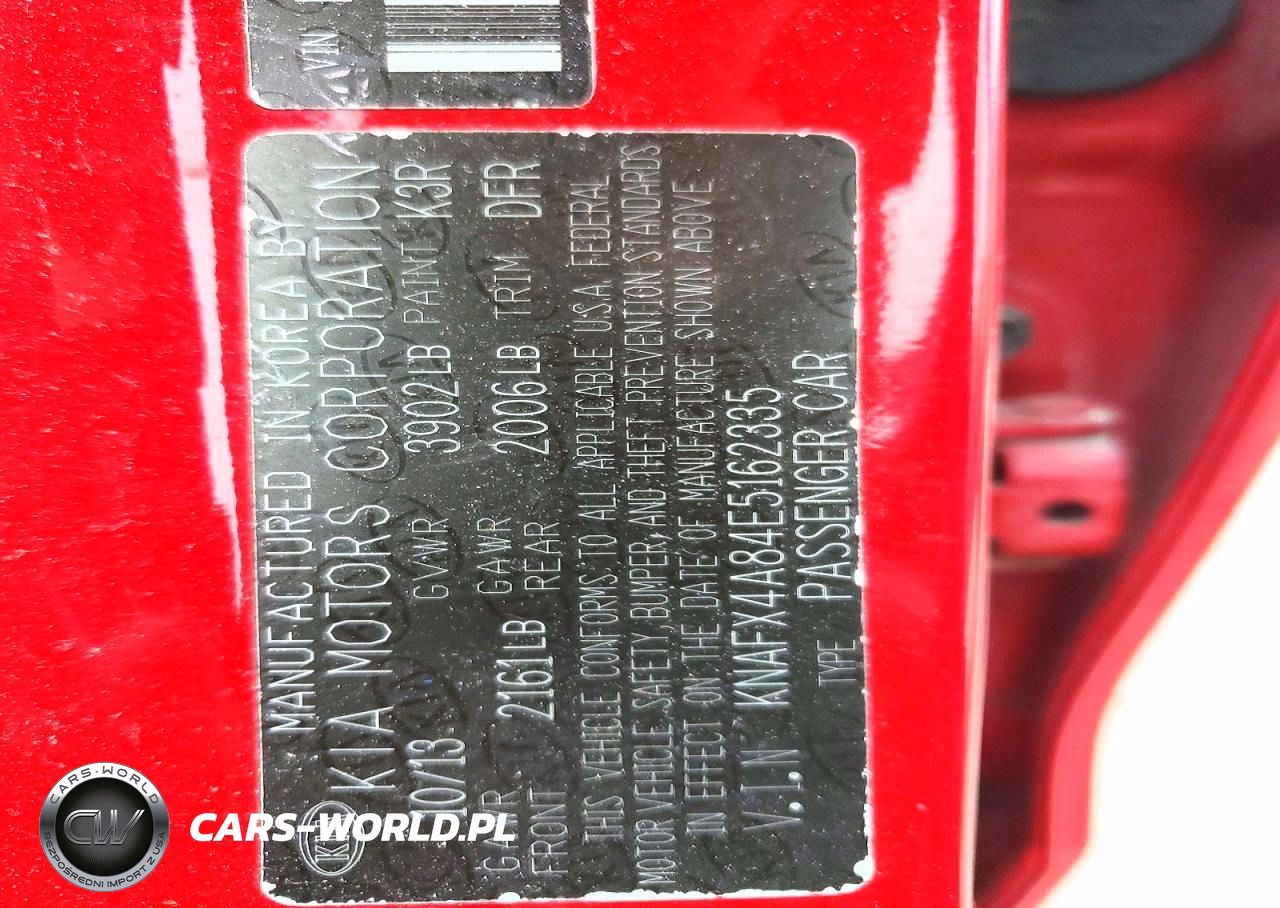 VIN
MANUFACTURED IN KOREA BY
KIA MOTORS CORPORATION
10/13 GVWR 3902LB PAINT K3R
GAWR FRONT 2161LB GAWR REAR 2006LB TRIM DFR
THIS VEHICLE CONFORMS TO ALL APPLICABLE U.S.A. FEDERAL
MOTOR VEHICLE SAFETY, BUMPER, AND THEFT PREVENTION STANDARDS
IN EFFECT ON THE DATE OF MANUFACTURE SHOWN ABOVE
V.I.N KNAFX4A84E5162335
TYPE PASSENGER CAR
CARS-WORLD
CW
BEZPOŚREDNI IMPORT Z USA
CARS-WORLD.PL